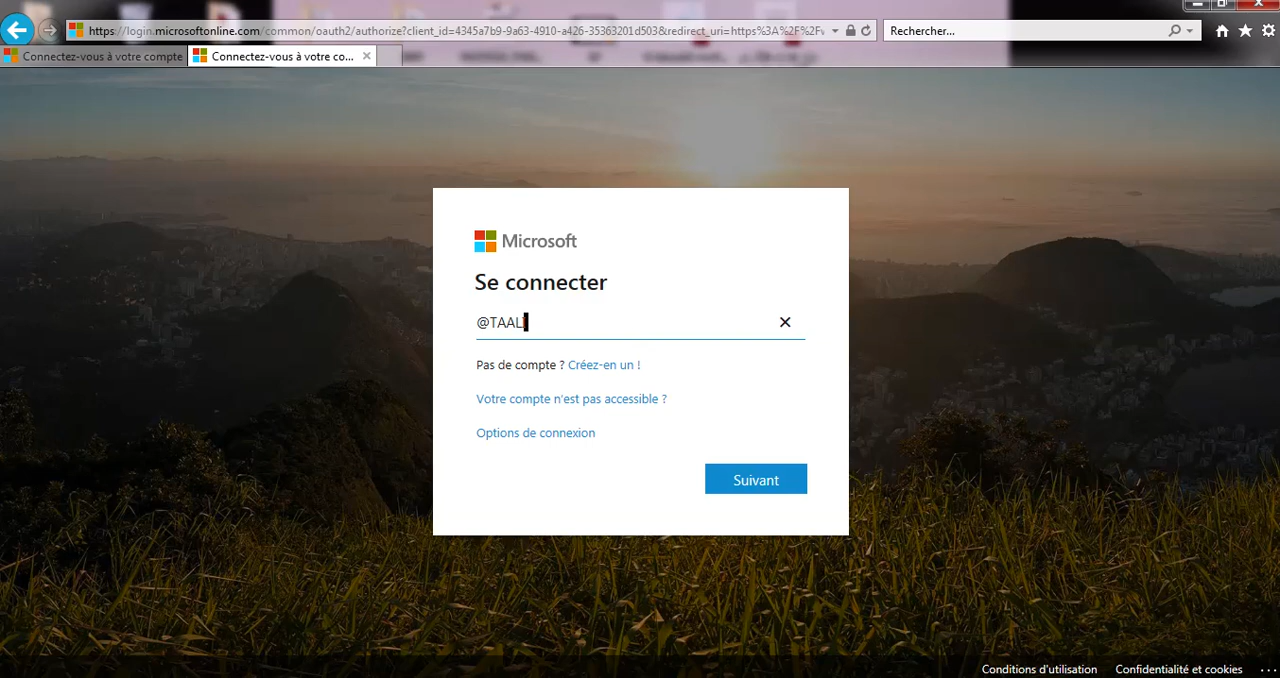 https://login.microsoftonline.com/common/oauth2/authorize?client_id=4345a7b9-9a63-4910-a426-35363201d503&redirect_uri=https%3A%2F%2Fv
Rechercher...
Connectez-vous à votre compte
Connectez-vous à votre co...
Microsoft
Se connecter
@TAAL
Pas de compte ? Créez-en un !
Votre compte n'est pas accessible ?
Options de connexion
Suivant
Conditions d'utilisation
Confidentialité et cookies
...